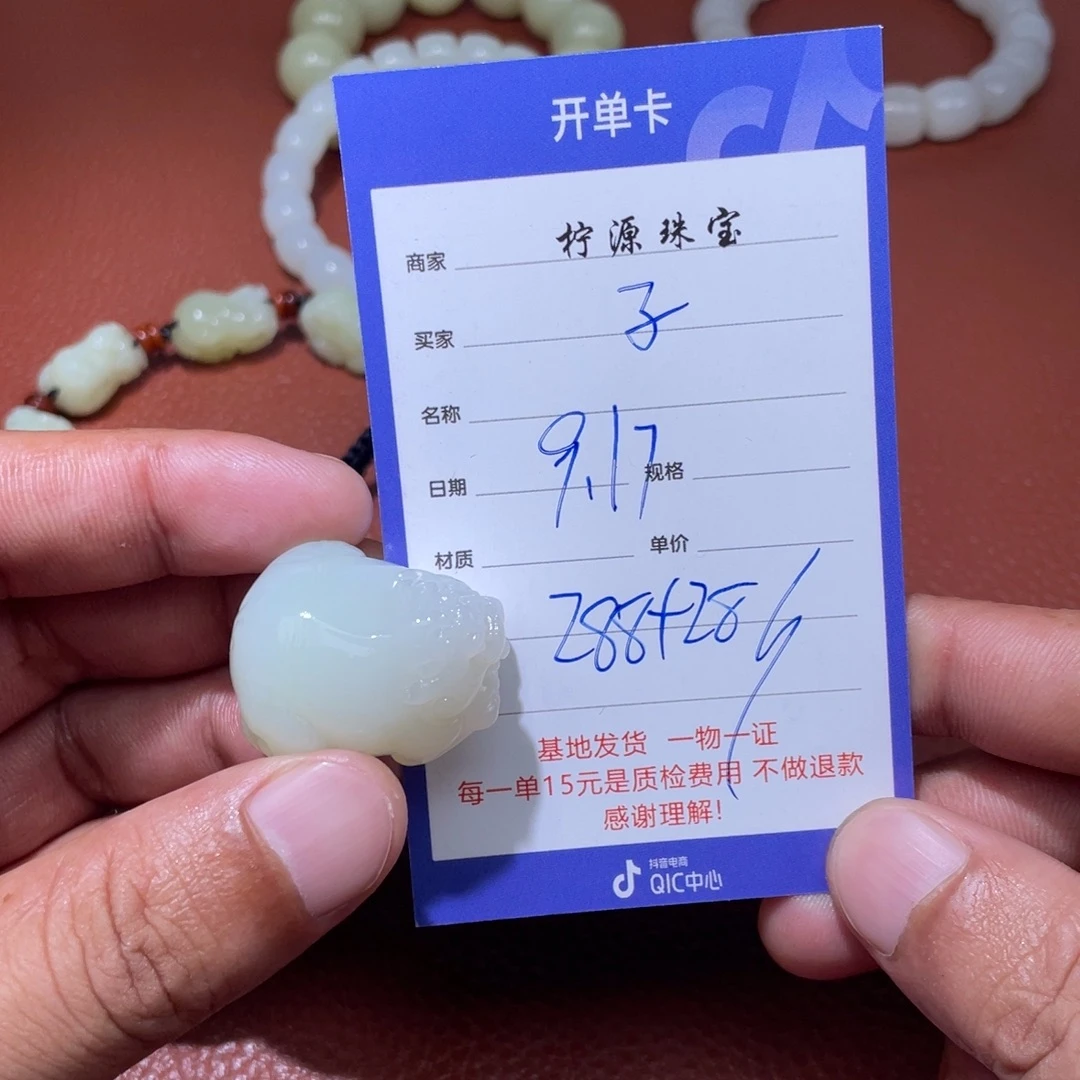 开单卡
商家 柠源珠宝
买家 子
名称
日期 9.17 规格
材质 单价
288+286
基地发货 一物一证
每一单15元是质检费用 不做退款
感谢理解!
抖音电商
QIC中心